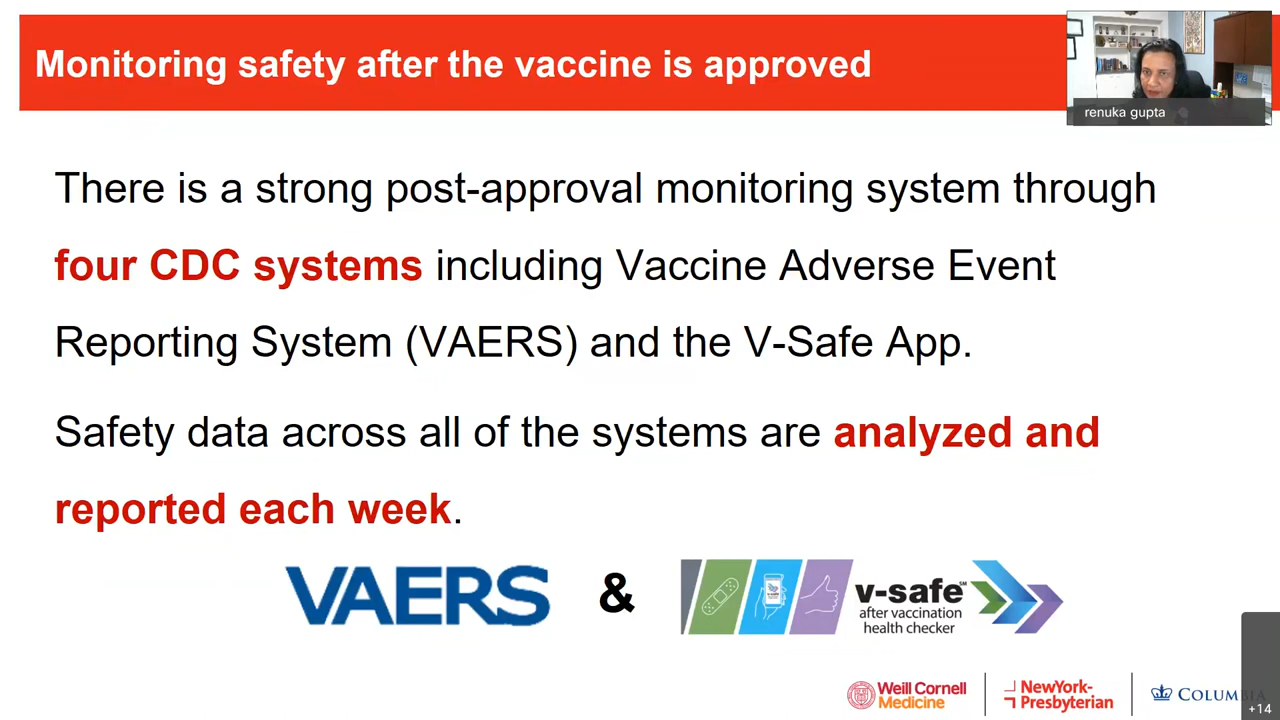 Monitoring safety after the vaccine is approved
renuka gupta
There is a strong post-approval monitoring system through
four CDC systems including Vaccine Adverse Event
Reporting System (VAERS) and the V-Safe App.
Safety data across all of the systems are analyzed and
reported each week.
VAERS & v-safe℠
after vaccination
health checker
Weill Cornell
Medicine
NewYork-
Presbyterian
COLUMBIA
+14